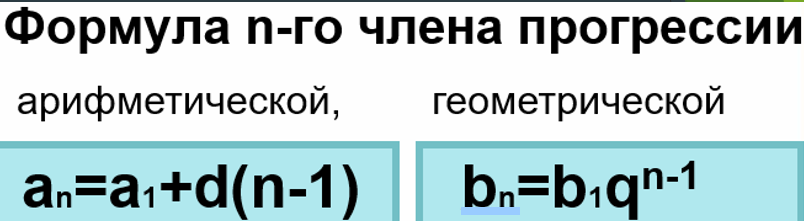 Формула n-го члена прогрессии
арифметической, геометрической
aₙ=a₁+d(n-1) bₙ=b₁qⁿ⁻¹